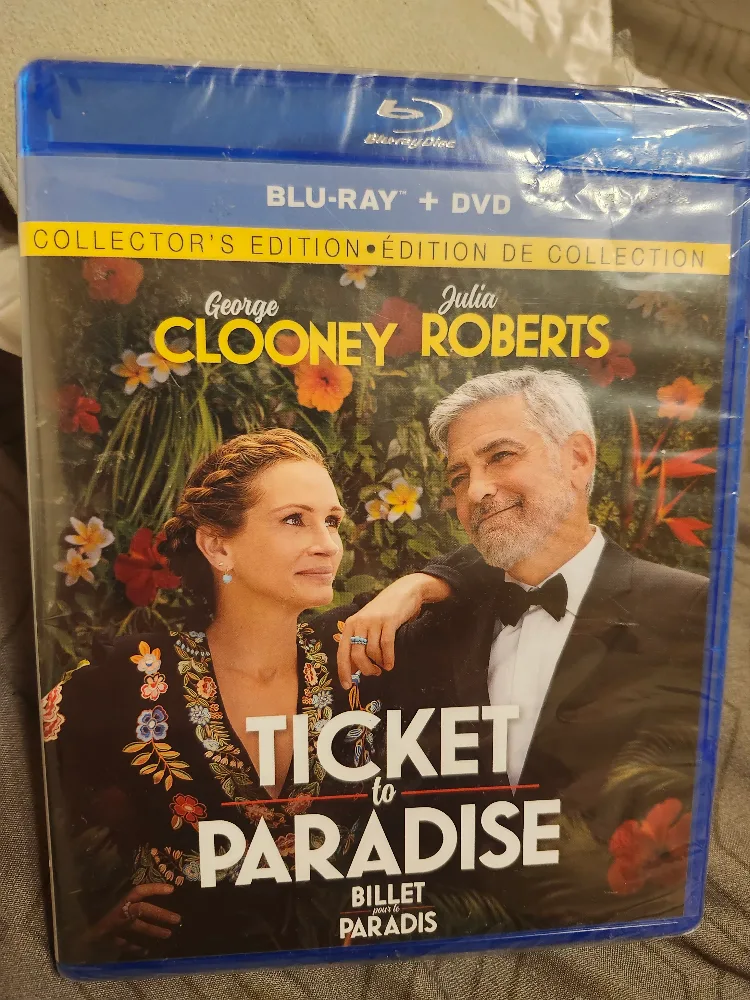 Blu-ray Disc
BLU-RAY™ + DVD
COLLECTOR'S EDITION • ÉDITION DE COLLECTION
George Julia
CLOONEY ROBERTS
TICKET
to
PARADISE
BILLET
pour le
PARADIS